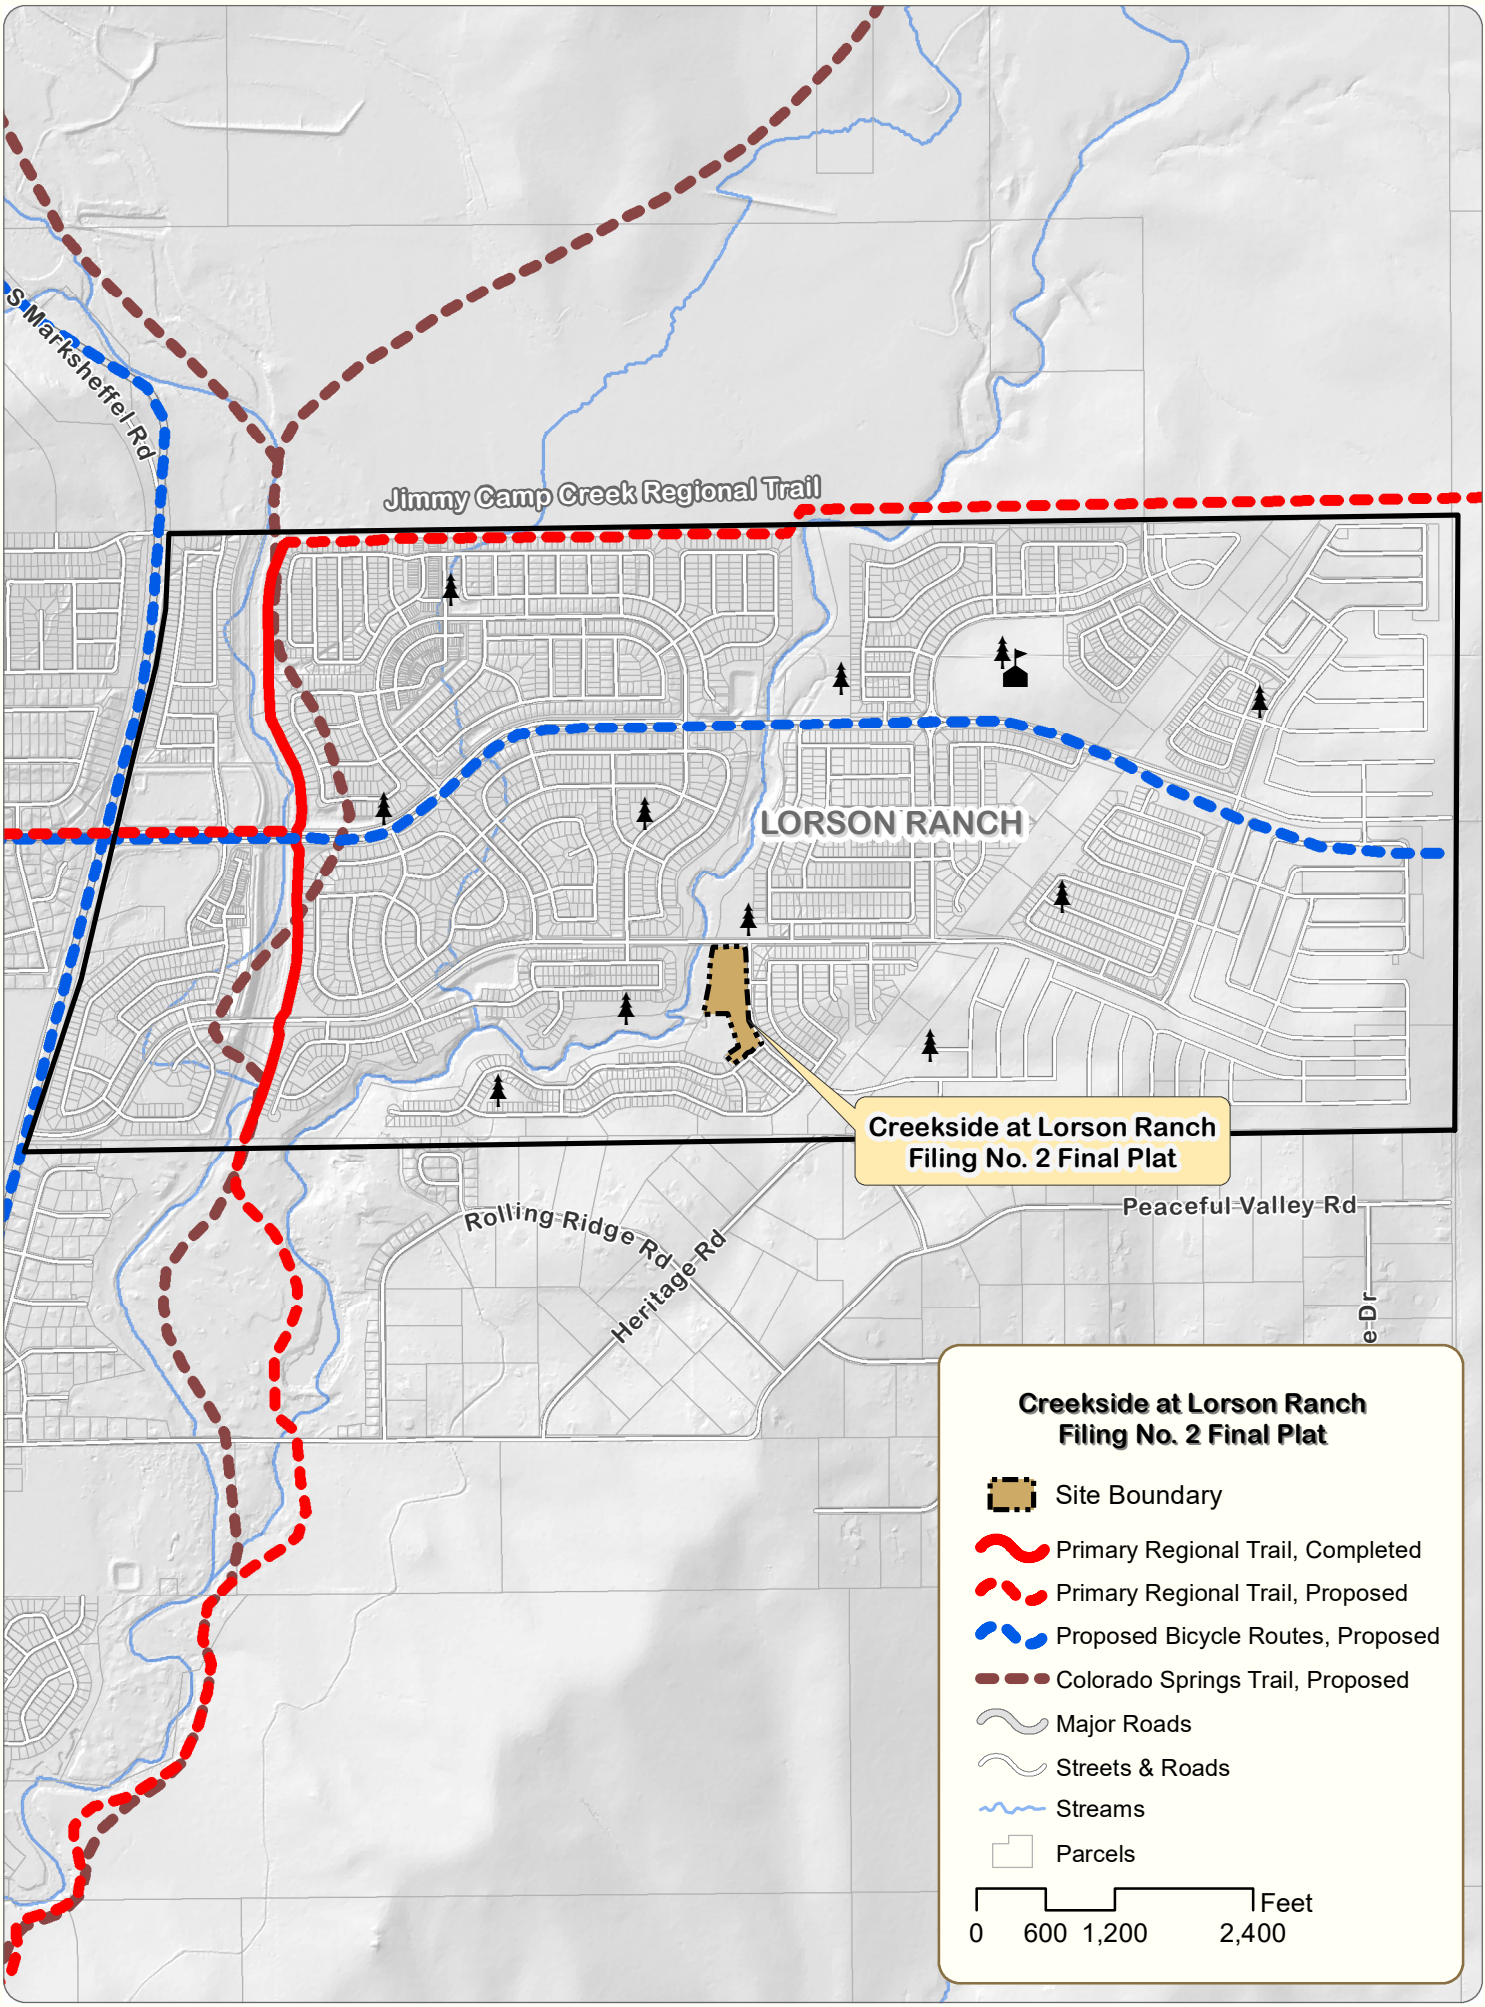 S Marksheffel Rd
Jimmy Camp Creek Regional Trail
LORSON RANCH
Creekside at Lorson Ranch
Filing No. 2 Final Plat
Peaceful Valley Rd
Rolling Ridge Rd
Heritage Rd
e Dr
Creekside at Lorson Ranch
Filing No. 2 Final Plat
Site Boundary
Primary Regional Trail, Completed
Primary Regional Trail, Proposed
Proposed Bicycle Routes, Proposed
Colorado Springs Trail, Proposed
Major Roads
Streets & Roads
Streams
Parcels
Feet
0 600 1,200 2,400